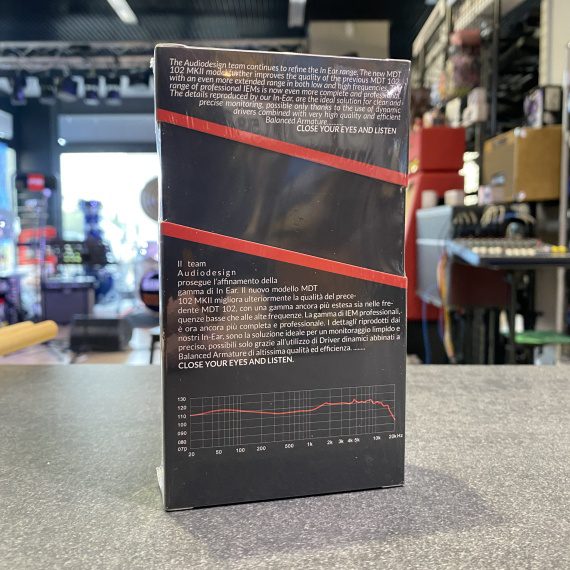 The Audiodesign team continues to refine the In Ear range. The new MDT
102 MKII model further improves the quality of the previous MDT 102,
with an even more extended range in both low and high frequencies. The
range of professional IEMs is now even more complete and professional.
The details reproduced by our In-Ear, are the ideal solution for clear and
precise monitoring, possible only thanks to the use of dynamic
drivers combined with very high quality and efficient
Balanced Armature.
CLOSE YOUR EYES AND LISTEN
Il team
Audiodesign
prosegue l'affinamento della
gamma di In Ear. Il nuovo modello MDT
102 MKII migliora ulteriormente la qualità del prece-
dente MDT 102, con una gamma ancora più estesa sia nelle fre-
quenze basse che alte frequenze. La gamma di IEM professionali,
è ora ancora più completa e professionale. I dettagli riprodotti dai
nostri In-Ear, sono la soluzione ideale per un monitoraggio limpido e
preciso, possibili solo grazie all'utilizzo di Driver dinamici abbinati a
Balanced Armature di altissima qualità ed efficienza. .......
CLOSE YOUR EYES AND LISTEN.
130
120
110
100
090
080
070
20 50 100 200 500 1k 2k 3k 4k 5k 10k 20kHz